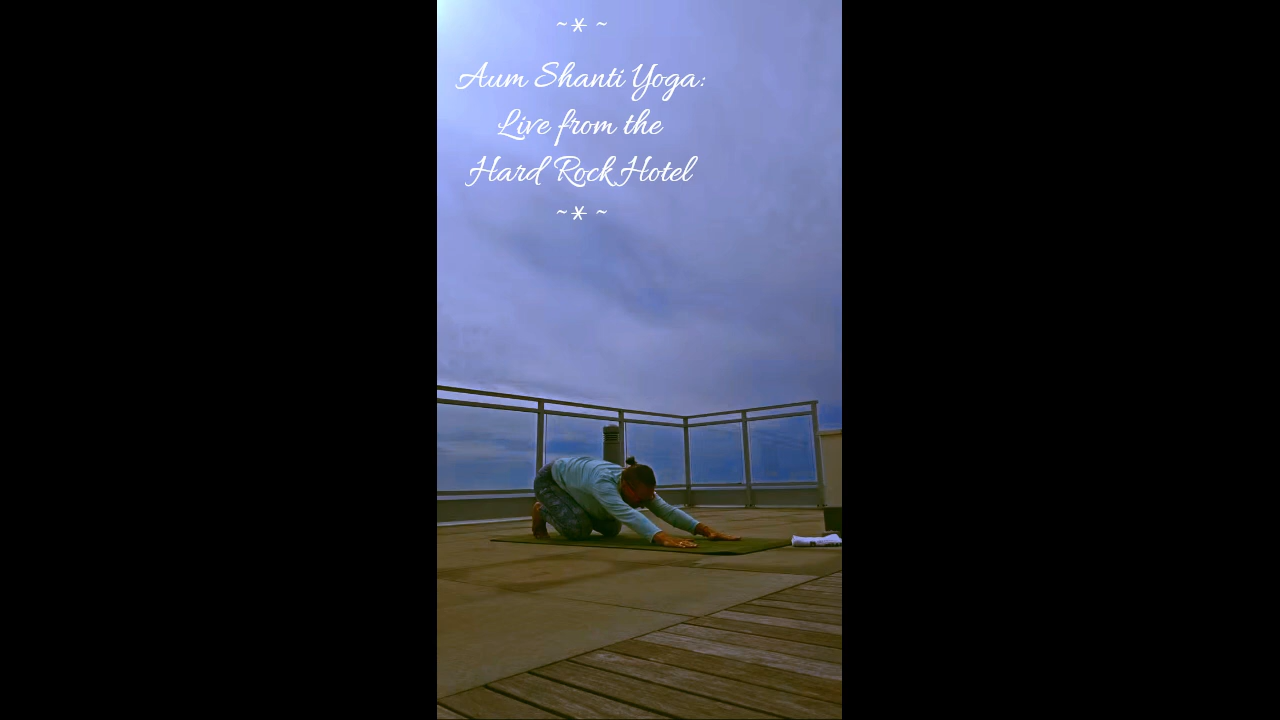 ~* ~
Aum Shanti Yoga:
Live from the
Hard Rock Hotel
~* ~